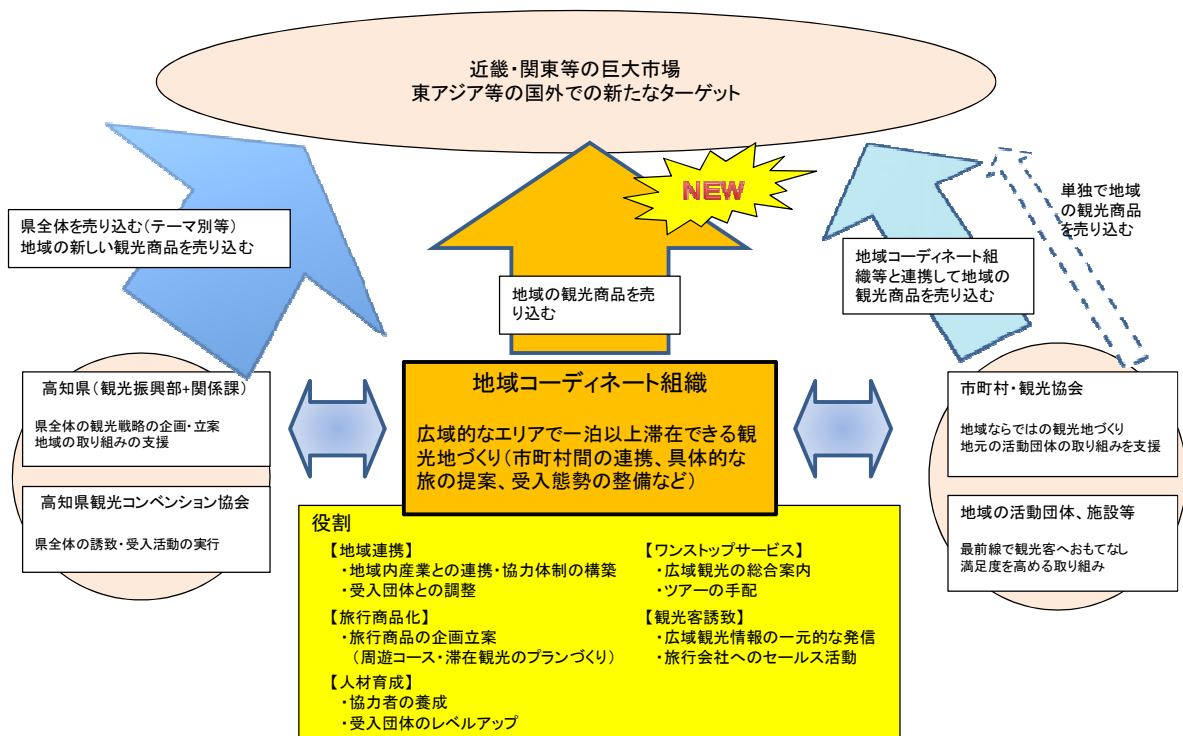 近畿・関東等の巨大市場
東アジア等の国外での新たなターゲット
NEW
県全体を売り込む(テーマ別等)
地域の新しい観光商品を売り込む
地域の観光商品を売
り込む
地域コーディネート組
織等と連携して地域の
観光商品を売り込む
単独で地域
の観光商品
を売り込む
高知県(観光振興部+関係課)
県全体の観光戦略の企画・立案
地域の取り組みの支援
高知県観光コンベンション協会
県全体の誘致・受入活動の実行
地域コーディネート組織
広域的なエリアで一泊以上滞在できる観
光地づくり(市町村間の連携、具体的な
旅の提案、受入態勢の整備など)
市町村・観光協会
地域ならではの観光地づくり
地元の活動団体の取り組みを支援
地域の活動団体、施設等
最前線で観光客へおもてなし
満足度を高める取り組み
役割
【地域連携】
・地域内産業との連携・協力体制の構築
・受入団体との調整
【旅行商品化】
・旅行商品の企画立案
(周遊コース・滞在観光のプランづくり)
【人材育成】
・協力者の養成
・受入団体のレベルアップ
【ワンストップサービス】
・広域観光の総合案内
・ツアーの手配
【観光客誘致】
・広域観光情報の一元的な発信
・旅行会社へのセールス活動